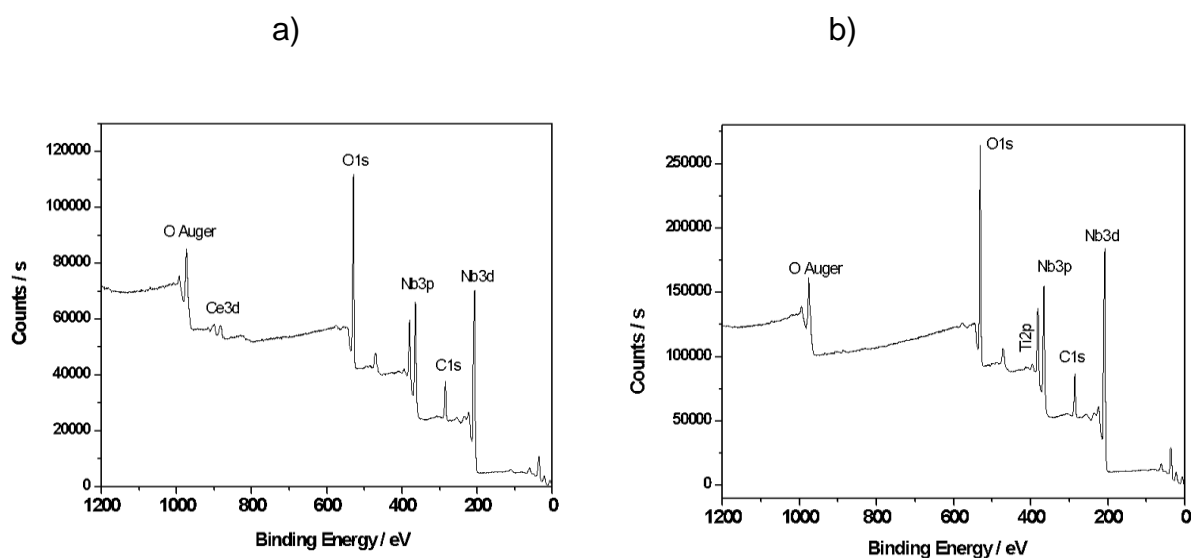 a)
120000
100000
80000
60000
40000
20000
0
Counts / s
O Auger
Ce3d
O1s
Nb3p
C1s
Nb3d
1200 1000 800 600 400 200 0
Binding Energy / eV
b)
250000
200000
150000
100000
50000
0
Counts / s
O Auger
O1s
Ti2p
Nb3p
C1s
Nb3d
1200 1000 800 600 400 200 0
Binding Energy / eV